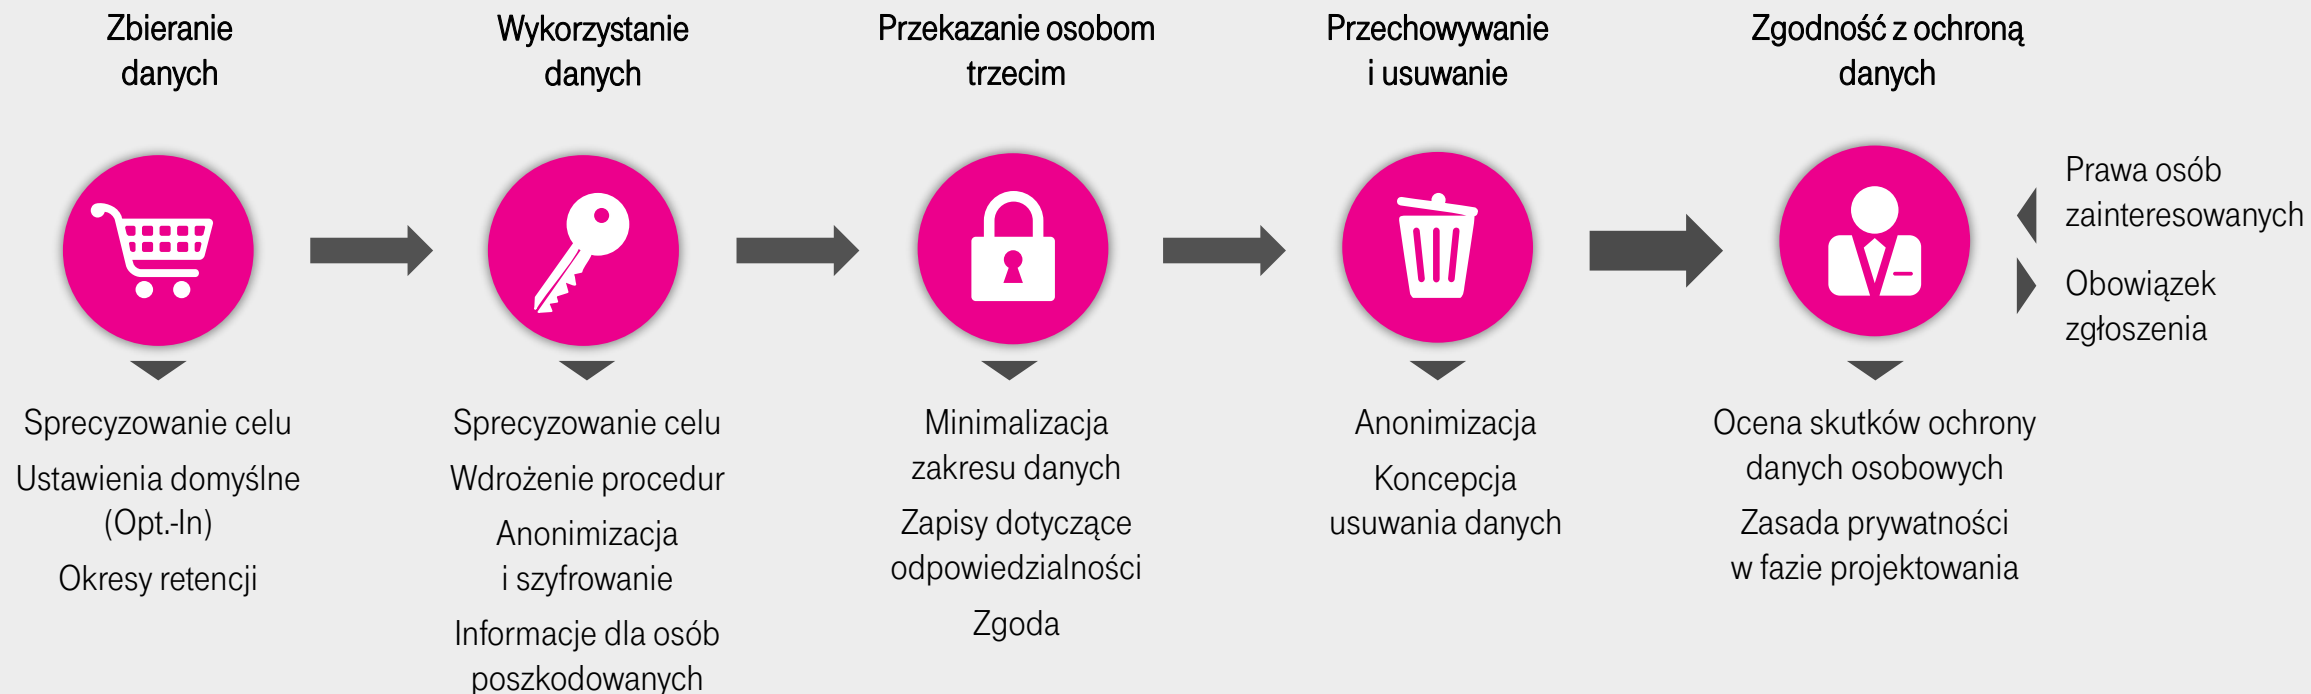 Zbieranie
danych
Wykorzystanie
danych
Przekazanie osobom
trzecim
Przechowywanie
i usuwanie
Zgodność z ochroną
danych
Prawa osób
zainteresowanych
Obowiązek
zgłoszenia
Sprecyzowanie celu
Ustawienia domyślne
(Opt.-In)
Okresy retencji
Sprecyzowanie celu
Wdrożenie procedur
Anonimizacja
i szyfrowanie
Informacje dla osób
poszkodowanych
Minimalizacja
zakresu danych
Zapisy dotyczące
odpowiedzialności
Zgoda
Anonimizacja
Koncepcja
usuwania danych
Ocena skutków ochrony
danych osobowych
Zasada prywatności
w fazie projektowania